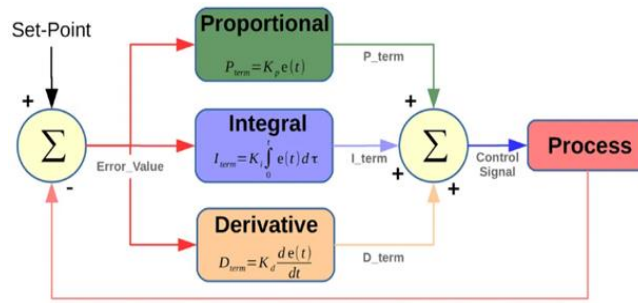 Set-Point
+
Σ
-
Error_Value
Proportional
P_term = K_p e(t)
P_term
Integral
I_term = K_i ∫_0^t e(t) dτ
I_term
Derivative
D_term = K_d de(t)/dt
D_term
+
+
+
Σ
Control
Signal
Process